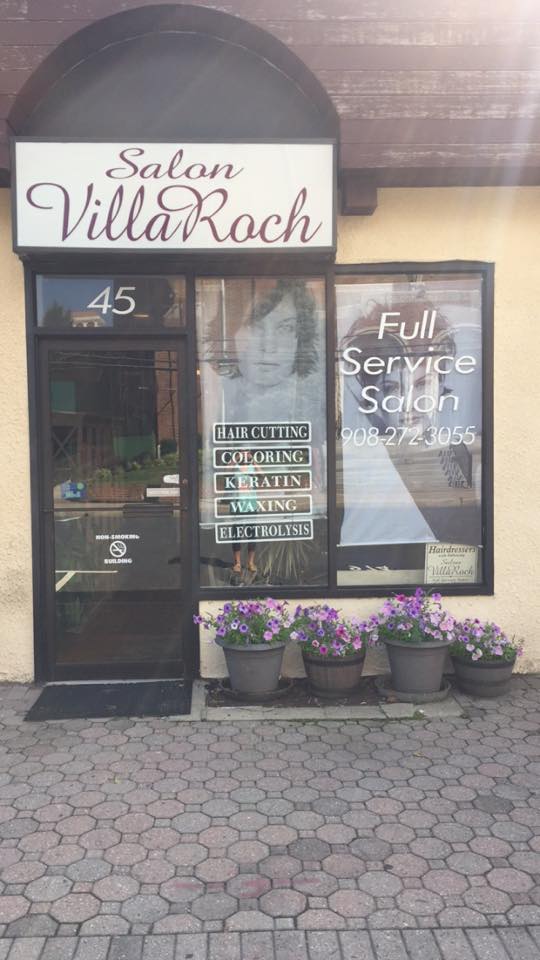 Salon
VillaRoch
45
Full
Service
Salon
908-272-3055
HAIR CUTTING
COLORING
KERATIN
WAXING
ELECTROLYSIS
NON-SMOKING
BUILDING
Hairdressers
Salon
VillaRoch